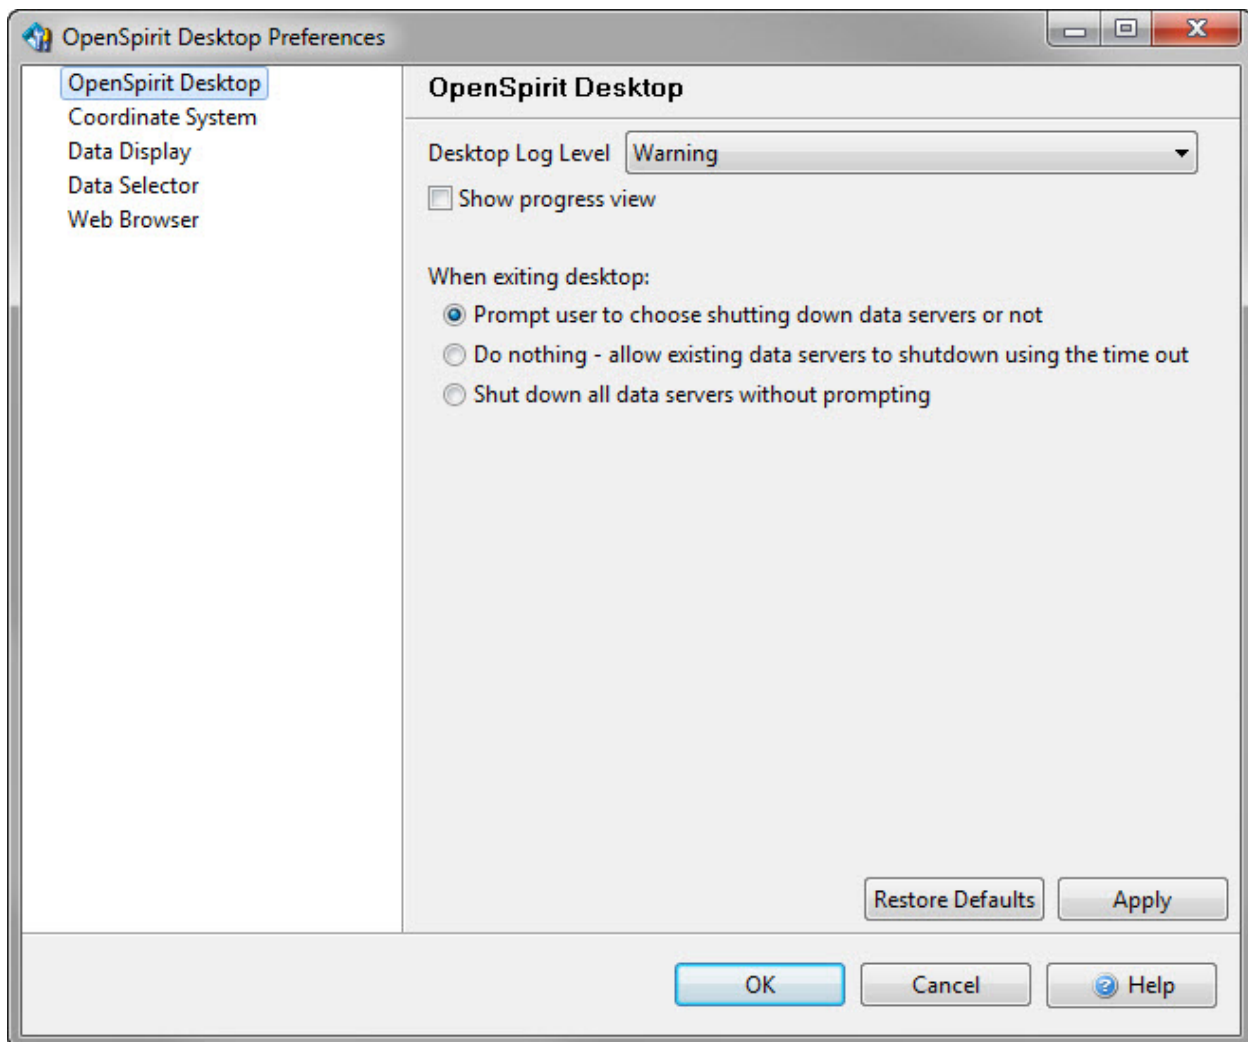 OpenSpirit Desktop Preferences
OpenSpirit Desktop
Coordinate System
Data Display
Data Selector
Web Browser
OpenSpirit Desktop
Desktop Log Level Warning
Show progress view
When exiting desktop:
Prompt user to choose shutting down data servers or not
Do nothing - allow existing data servers to shutdown using the time out
Shut down all data servers without prompting
Restore Defaults Apply
OK Cancel Help